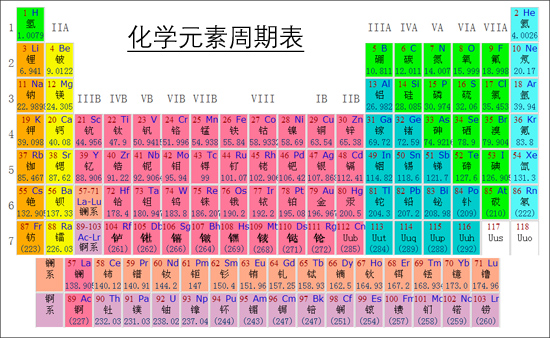 1 H IIA 化学元素周期表 IIIA IVA VA VIA VIIA 2 He
1 氢 氦
1.0079 4.0026
3 Li 4 Be 5 B 6 C 7 N 8 O 9 F 10 Ne
2 锂 铍 硼 碳 氮 氧 氟 氖
6.941 9.0122 10.811 12.011 14.007 15.999 18.998 20.17
11 Na 12 Mg 13 Al 14 Si 15 P 16 S 17 Cl 18 Ar
3 钠 镁 铝 硅 磷 硫 氯 氩
22.989 24.305 IIIB IVB VB VIB VIIB VIII IB IIB 26.982 28.085 30.974 32.06 35.453 39.94
19 K 20 Ca 21 Sc 22 Ti 23 V 24 Cr 25 Mn 26 Fe 27 Co 28 Ni 29 Cu 30 Zn 31 Ga 32 Ge 33 As 34 Se 35 Br 36 Kr
4 钾 钙 钪 钛 钒 铬 锰 铁 钴 镍 铜 锌 镓 锗 砷 硒 溴 氪
39.098 40.08 44.956 47.9 50.9415 51.996 54.938 55.84 58.9332 58.69 63.54 65.38 69.72 72.59 74.9216 78.9 79.904 83.8
37 Rb 38 Sr 39 Y 40 Zr 41 Nb 42 Mo 43 Tc 44 Ru 45 Rh 46 Pd 47 Ag 48 Cd 49 In 50 Sn 51 Sb 52 Te 53 I 54 Xe
5 铷 锶 钇 锆 铌 钼 锝 钌 铑 钯 银 镉 铟 锡 锑 碲 碘 氙
85.467 87.62 88.906 91.22 92.9064 95.94 99 101.07 102.906 106.42 107.868 112.41 114.82 118.6 121.7 127.6 126.905 131.3
55 Cs 56 Ba 57-71 72 Hf 73 Ta 74 W 75 Re 76 Os 77 Ir 78 Pt 79 Au 80 Hg 81 Tl 82 Pb 83 Bi 84 Po 85 At 86 Rn
6 铯 钡 La-Lu 铪 钽 钨 铼 锇 铱 铂 金 汞 铊 铅 铋 钋 砹 氡
132.905 137.33 镧系 178.4 180.947 183.8 186.207 190.2 192.2 195.08 196.967 200.5 204.3 207.2 208.98 (209) (210) (222)
87 Fr 88 Ra 89-103 104 Rf 105 Db 106 Sg 107 Bh 108 Hs 109 Mt 110 Ds 111 Rg 112 Cn 113 114 115 116 117 118
7 钫 镭 Ac-Lr 𬬻 𬭊 𬭳 𬭛 𬭶 鿏 𫟼 𬬭 Uub Uut Uuq Uup Uuh Uus Uuo
(223) 226.03 锕系 (261) (262) (266) (264) (269) (268) (271) (272) (285) (284) (289) (288) (292)
镧系 57 La 58 Ce 59 Pr 60 Nd 61 Pm 62 Sm 63 Eu 64 Gd 65 Tb 66 Dy 67 Ho 68 Er 69 Tm 70 Yb 71 Lu
镧 铈 镨 钕 钷 钐 铕 钆 铽 镝 钬 铒 铥 镱 镥
138.905 140.12 140.91 144.2 147 150.4 151.96 157.25 158.93 162.5 164.93 167.2 168.934 173.0 174.96
锕系 89 Ac 90 Th 91 Pa 92 U 93 Np 94 Pu 95 Am 96 Cm 97 Bk 98 Cf 99 Es 100 Fm 101 Md 102 No 103 Lr
锕 钍 镤 铀 镎 钚 镅 锔 锫 锎 锿 镄 钔 锘 铹
(227) 232.03 231.03 238.02 237.04 (244) (243) (247) (247) (251) (254) (257) (258) (259) (260)